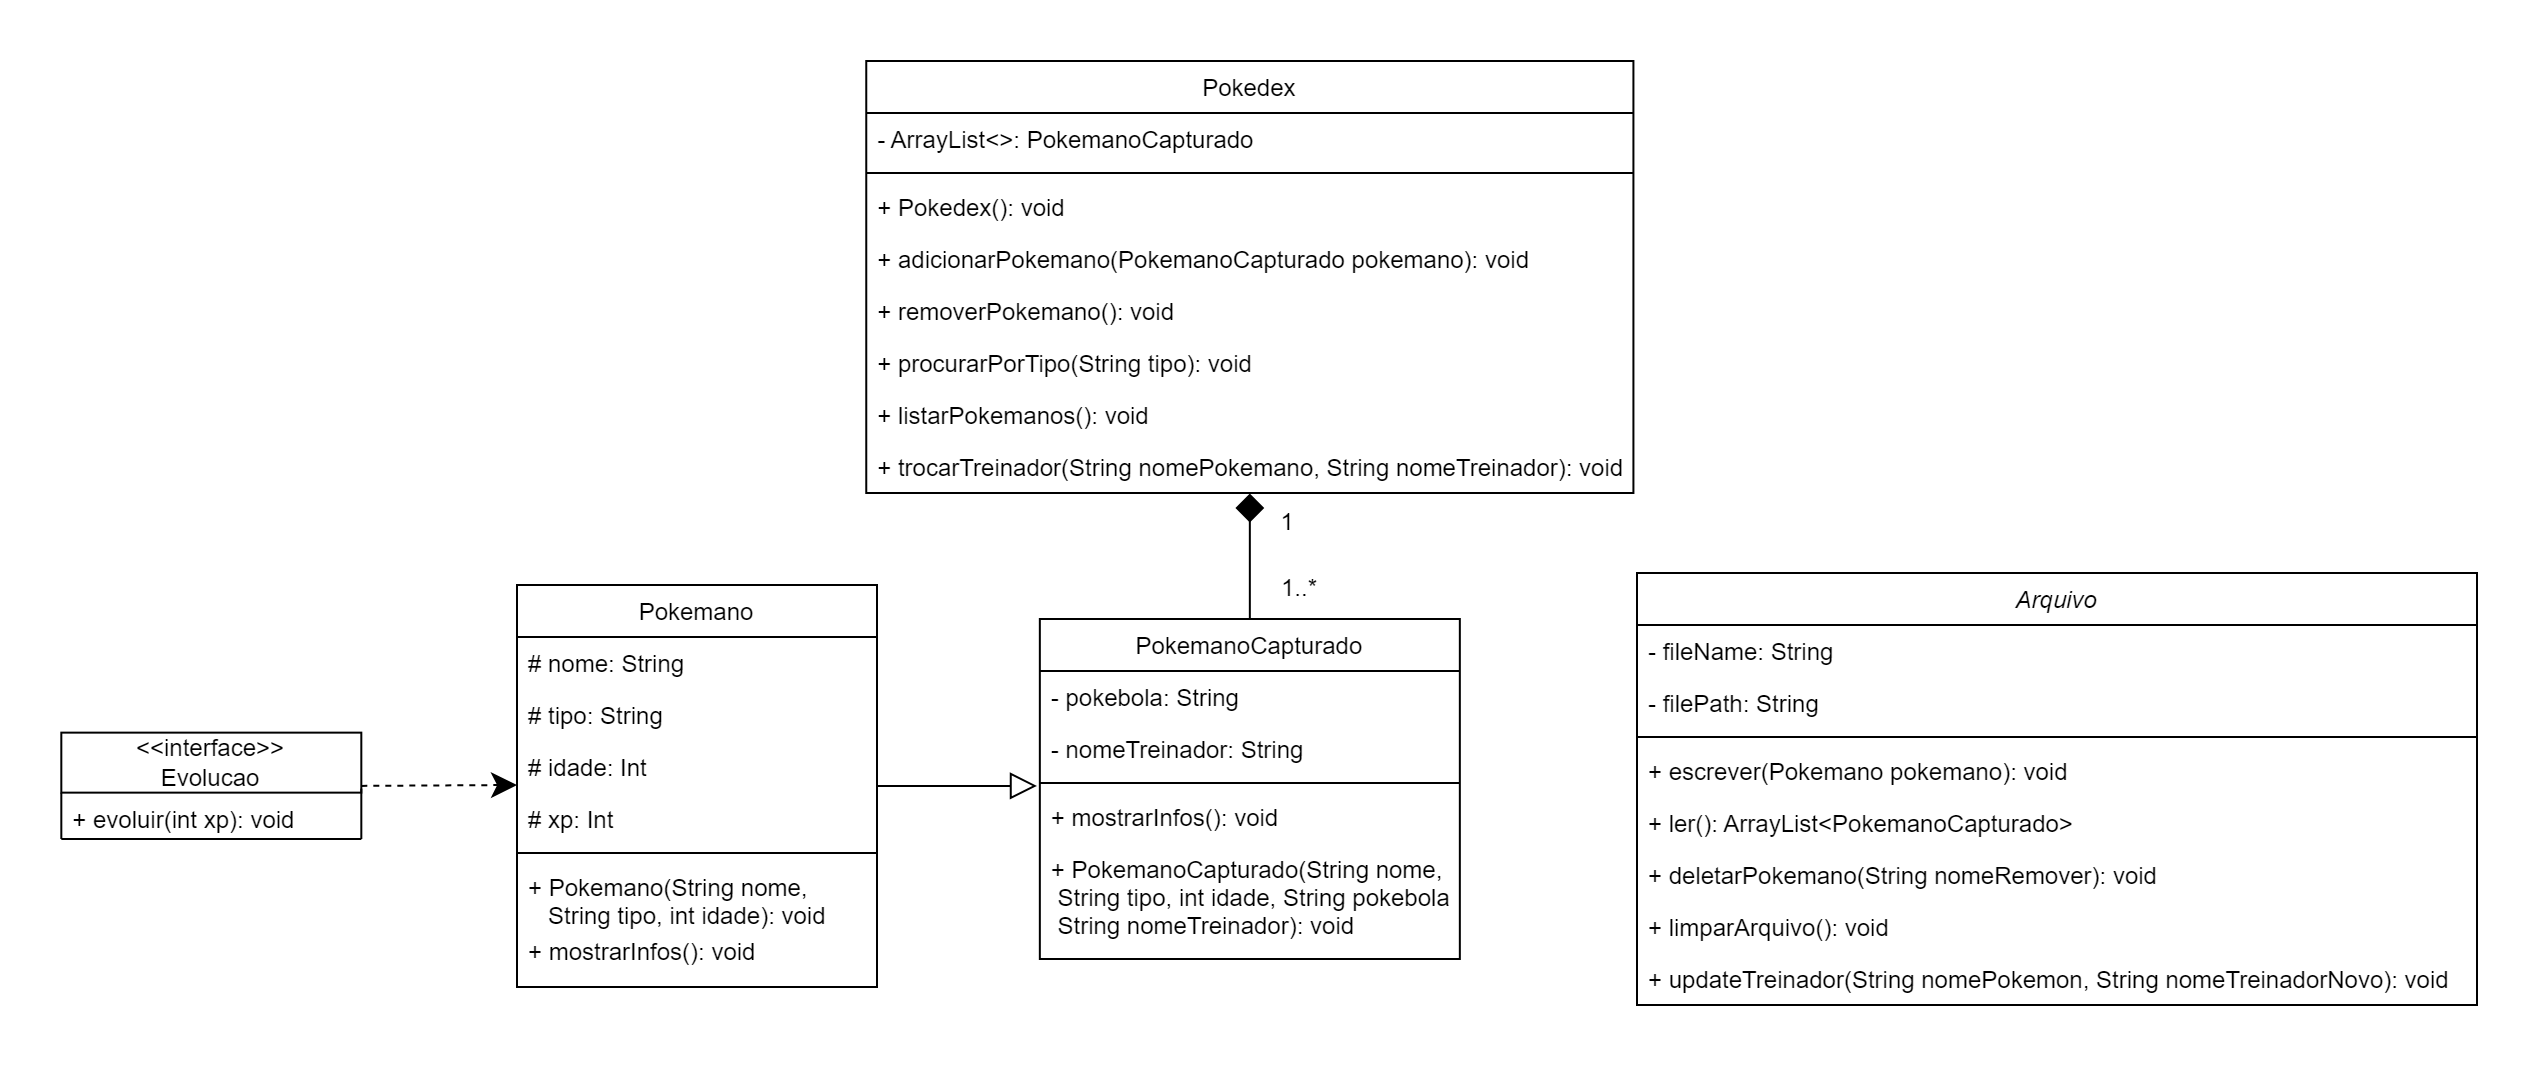 Pokedex
- ArrayList<>: PokemanoCapturado
+ Pokedex(): void
+ adicionarPokemano(PokemanoCapturado pokemano): void
+ removerPokemano(): void
+ procurarPorTipo(String tipo): void
+ listarPokemanos(): void
+ trocarTreinador(String nomePokemano, String nomeTreinador): void
1
1..*
<<interface>>
Evolucao
+ evoluir(int xp): void
Pokemano
# nome: String
# tipo: String
# idade: Int
# xp: Int
+ Pokemano(String nome,
String tipo, int idade): void
+ mostrarInfos(): void
PokemanoCapturado
- pokebola: String
- nomeTreinador: String
+ mostrarInfos(): void
+ PokemanoCapturado(String nome,
String tipo, int idade, String pokebola
String nomeTreinador): void
Arquivo
- fileName: String
- filePath: String
+ escrever(Pokemano pokemano): void
+ ler(): ArrayList<PokemanoCapturado>
+ deletarPokemano(String nomeRemover): void
+ limparArquivo(): void
+ updateTreinador(String nomePokemon, String nomeTreinadorNovo): void